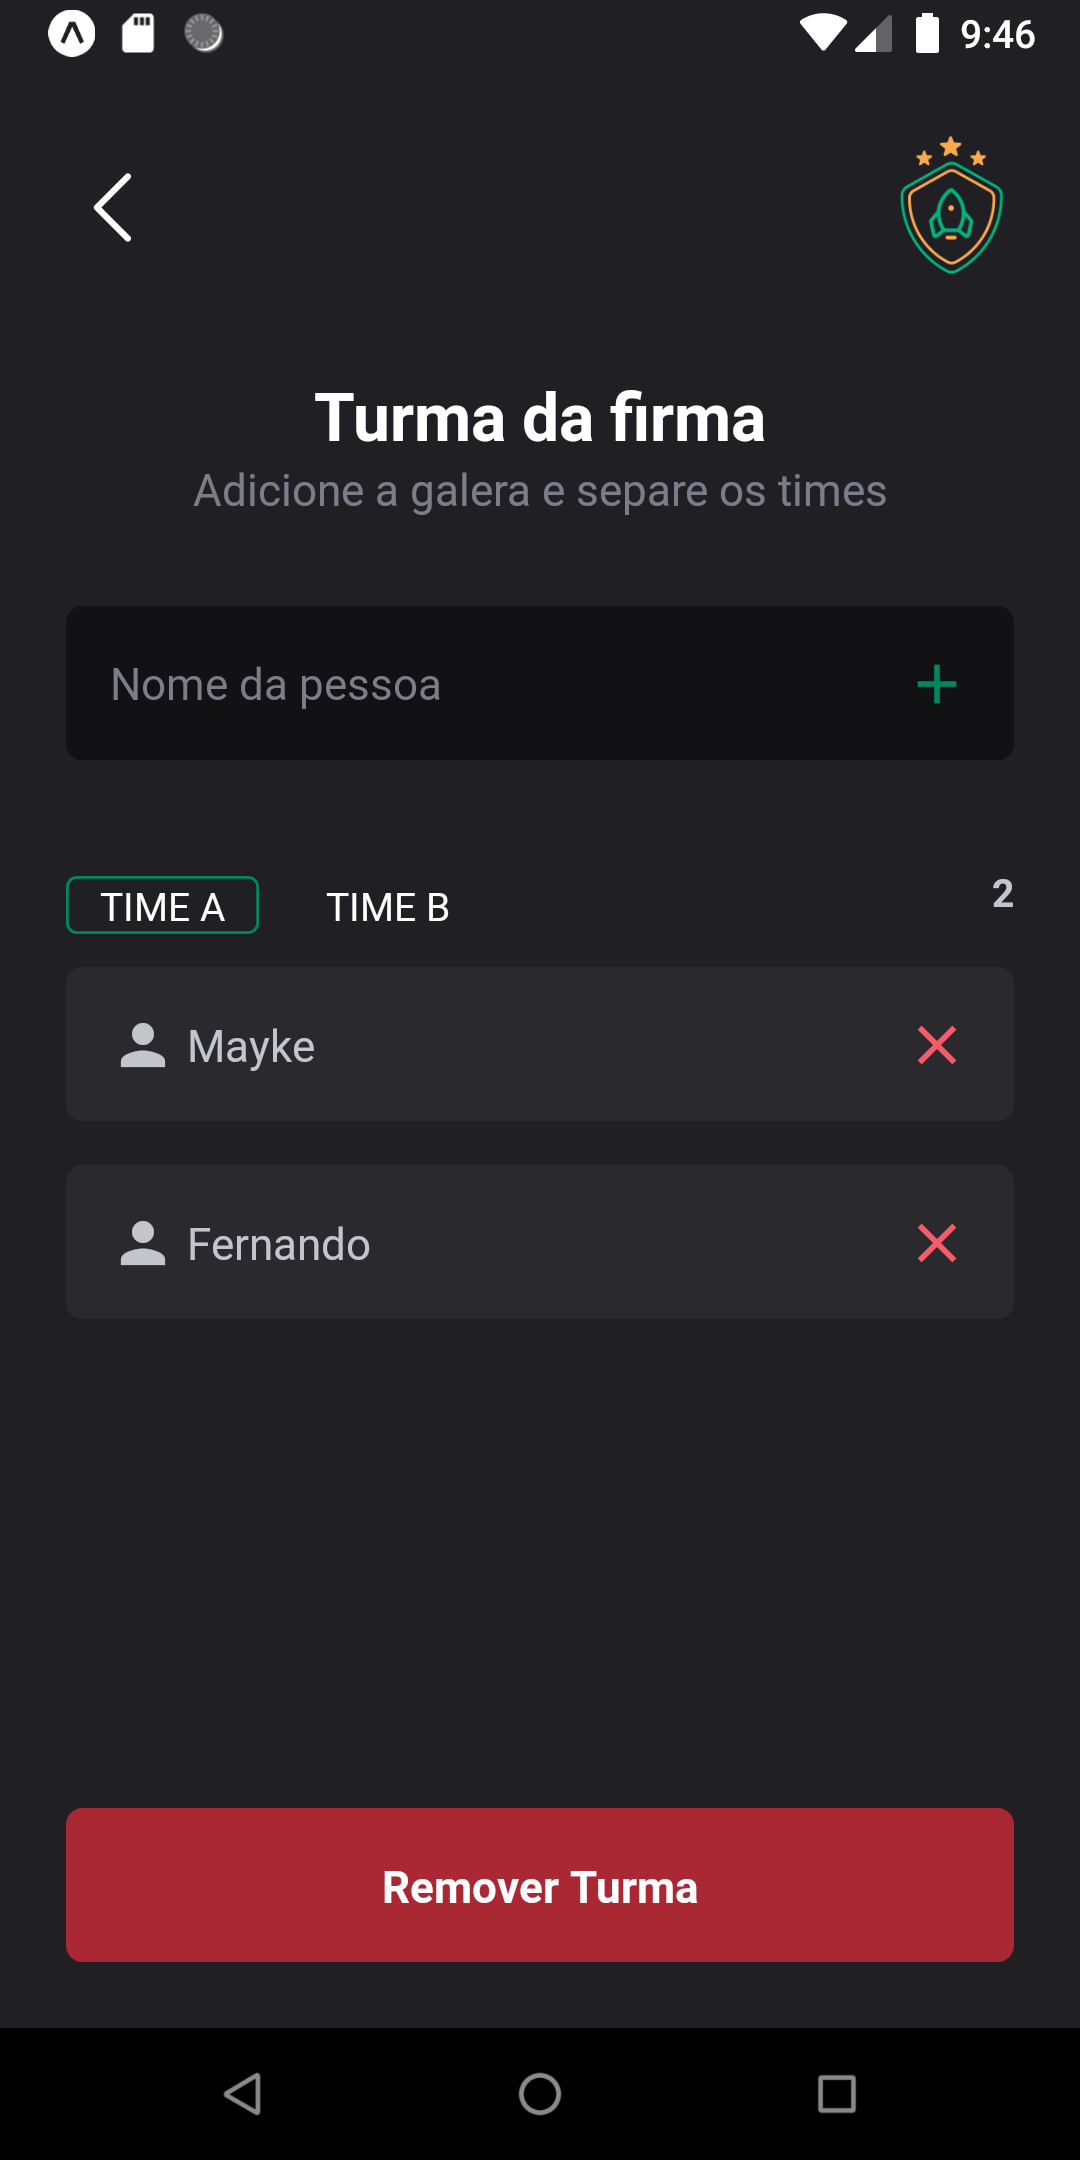 9:46
Turma da firma
Adicione a galera e separe os times
Nome da pessoa
TIME A TIME B 2
Mayke
Fernando
Remover Turma